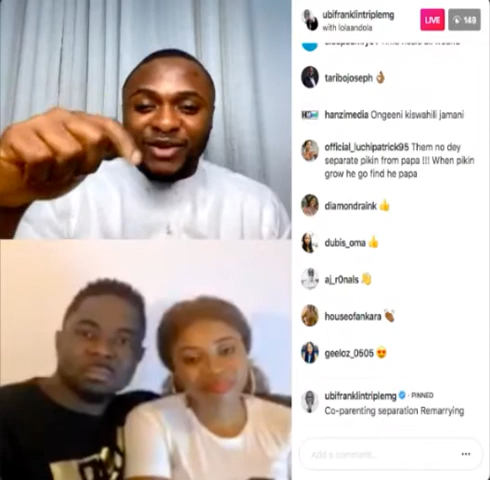 ubifranklintriplemg
LIVE
149
with lolaandola
taribojoseph 👌🏾
hanzimedia Ongeeni kiswahili jamani
official_luchipatrick95 Them no dey
separate pikin from papa !!! When pikin
grow he go find he papa
diamondraink 👍
dubis_oma 👍
aj_r0nals 👏
houseofankara 👏🏾
geeloz_0505 😍
ubifranklintriplemg · PINNED
Co-parenting separation Remarrying
Add a comment...